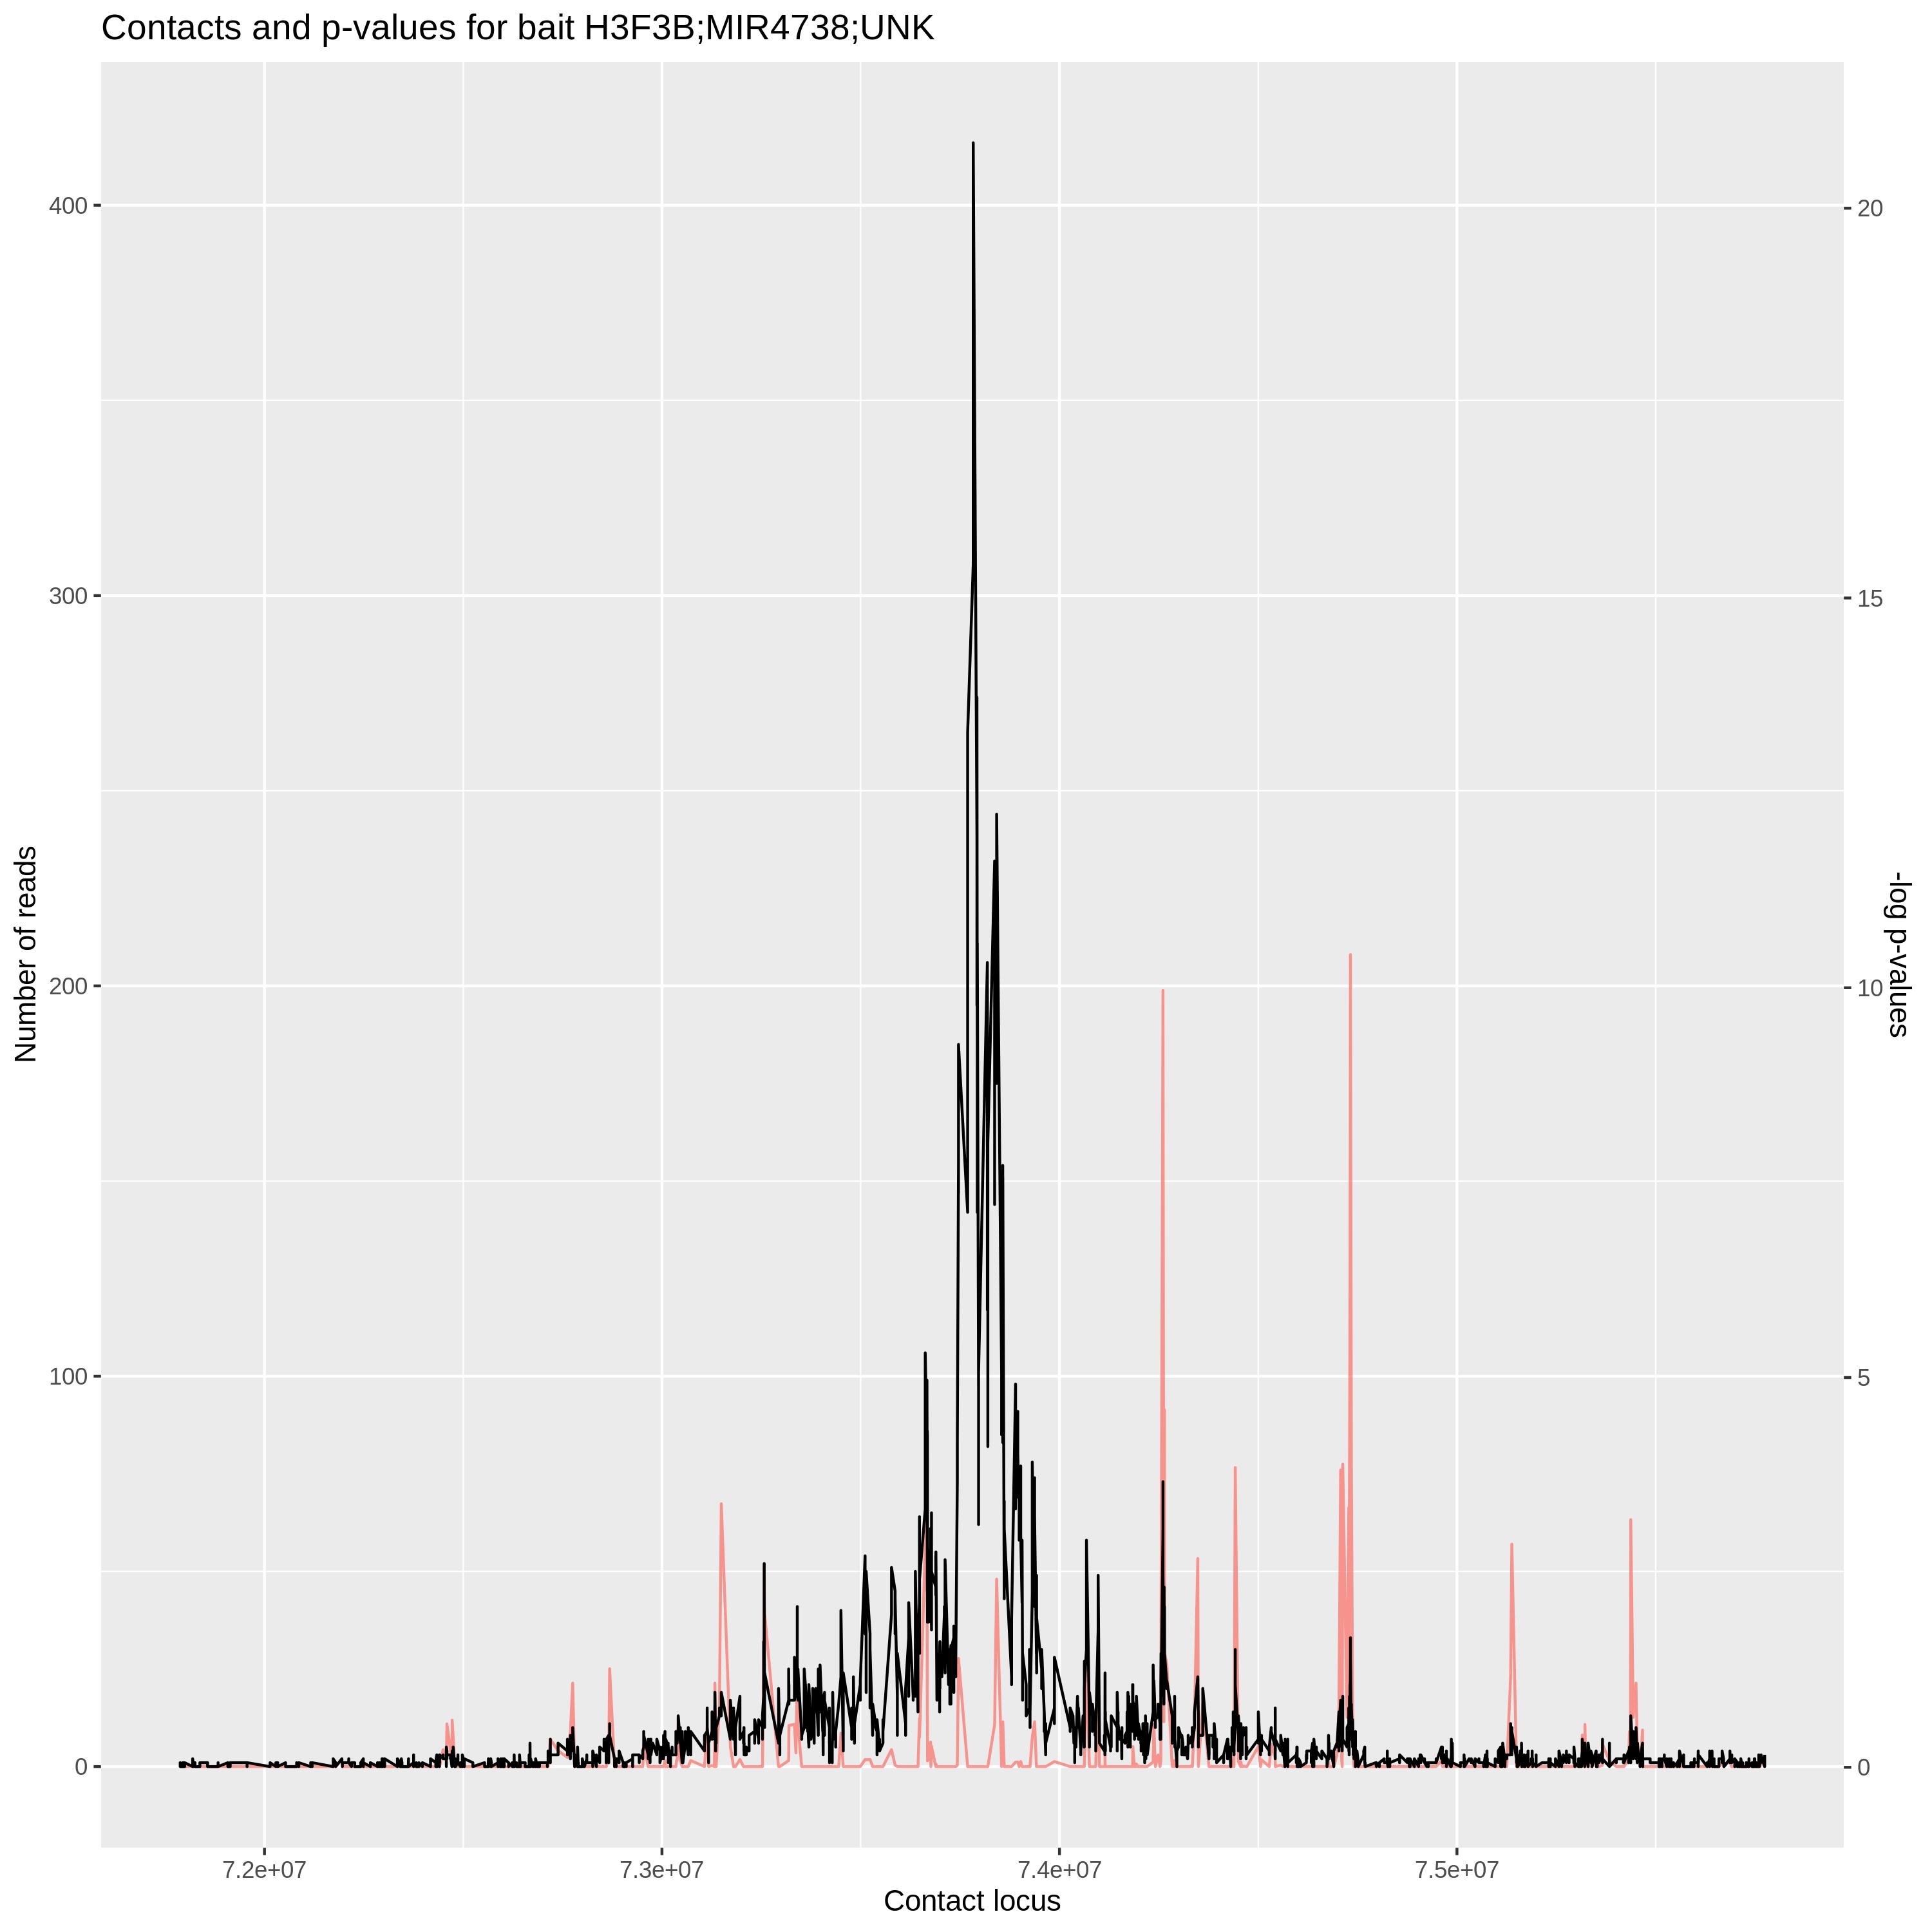 Contacts and p-values for bait H3F3B;MIR4738;UNK
400
300
200
100
0
Number of reads
20
15
10
5
0
-log p-values
7.2e+07 7.3e+07 7.4e+07 7.5e+07
Contact locus